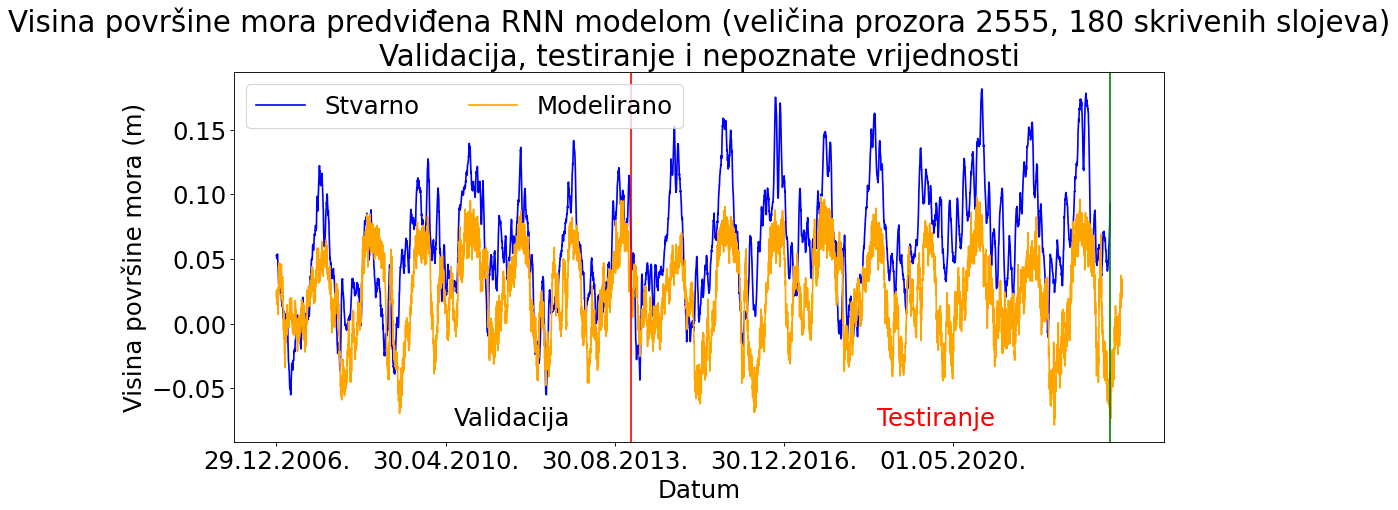 Visina površine mora predviđena RNN modelom (veličina prozora 2555, 180 skrivenih slojeva)
Validacija, testiranje i nepoznate vrijednosti
Stvarno Modelirano
Visina površine mora (m)
0.15
0.10
0.05
0.00
−0.05
Validacija Testiranje
29.12.2006. 30.04.2010. 30.08.2013. 30.12.2016. 01.05.2020.
Datum